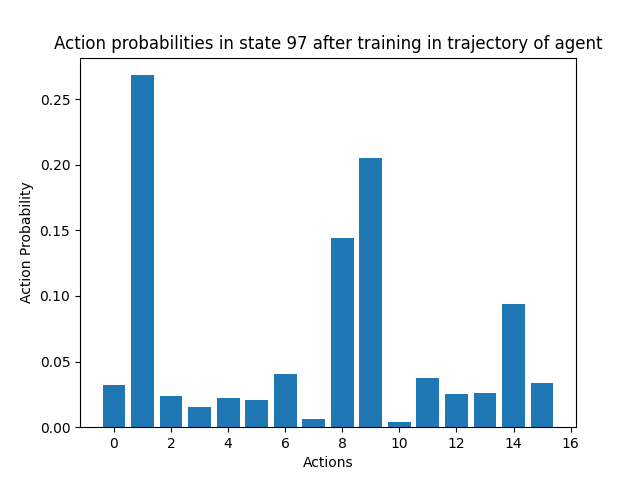 Action probabilities in state 97 after training in trajectory of agent
0.25
0.20
0.15
0.10
0.05
0.00
Action Probability
0 2 4 6 8 10 12 14 16
Actions